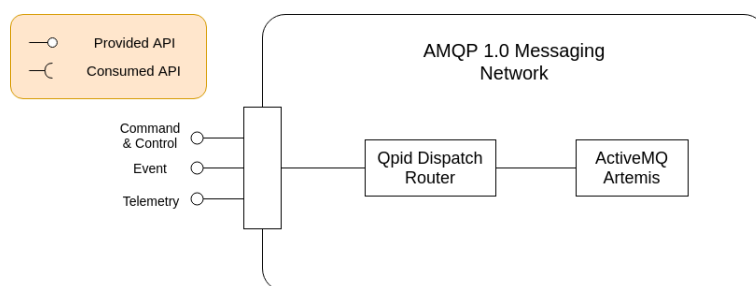 Provided API
Consumed API
AMQP 1.0 Messaging
Network
Command
& Control
Event
Telemetry
Qpid Dispatch
Router
ActiveMQ
Artemis